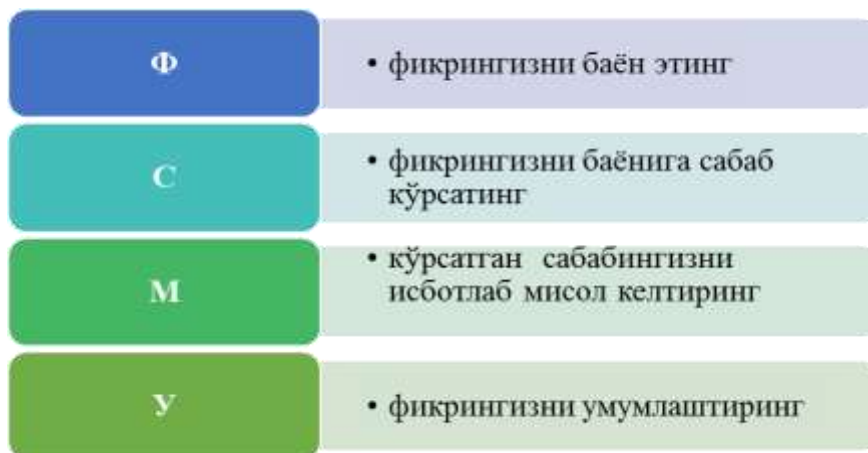 Ф
• фикрингизни баён этинг
С
• фикрингизни баёнига сабаб
кўрсатинг
М
• кўрсатган сабабингизни
исботлаб мисол келтиринг
У
• фикрингизни умумлаштиринг